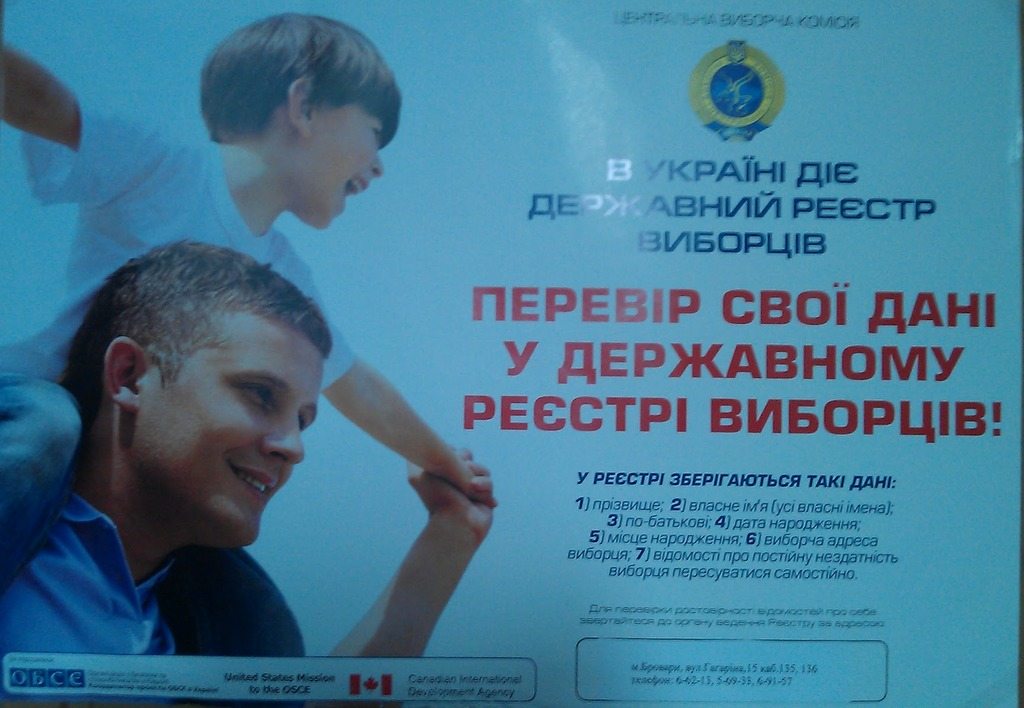 ЦЕНТРАЛЬНА ВИБОРЧА КОМІСІЯ
В УКРАЇНІ ДІЄ
ДЕРЖАВНИЙ РЕЄСТР
ВИБОРЦІВ
ПЕРЕВІР СВОЇ ДАНІ
У ДЕРЖАВНОМУ
РЕЄСТРІ ВИБОРЦІВ!
У РЕЄСТРІ ЗБЕРІГАЮТЬСЯ ТАКІ ДАНІ:
1) прізвище; 2) власне ім'я (усі власні імена);
3) по-батькові; 4) дата народження;
5) місце народження; 6) виборча адреса
виборця; 7) відомості про постійну нездатність
виборця пересуватися самостійно.
Для перевірки достовірності відомостей про себе
звертайтеся до органу ведення Реєстру за адресою:
м.Бровари, вул.Гагаріна,15 каб.135, 136
телефони: 6-62-15, 5-69-33, 6-91-57
ОБСЄ
United States Mission
to the OSCE
Canadian International
Development Agency